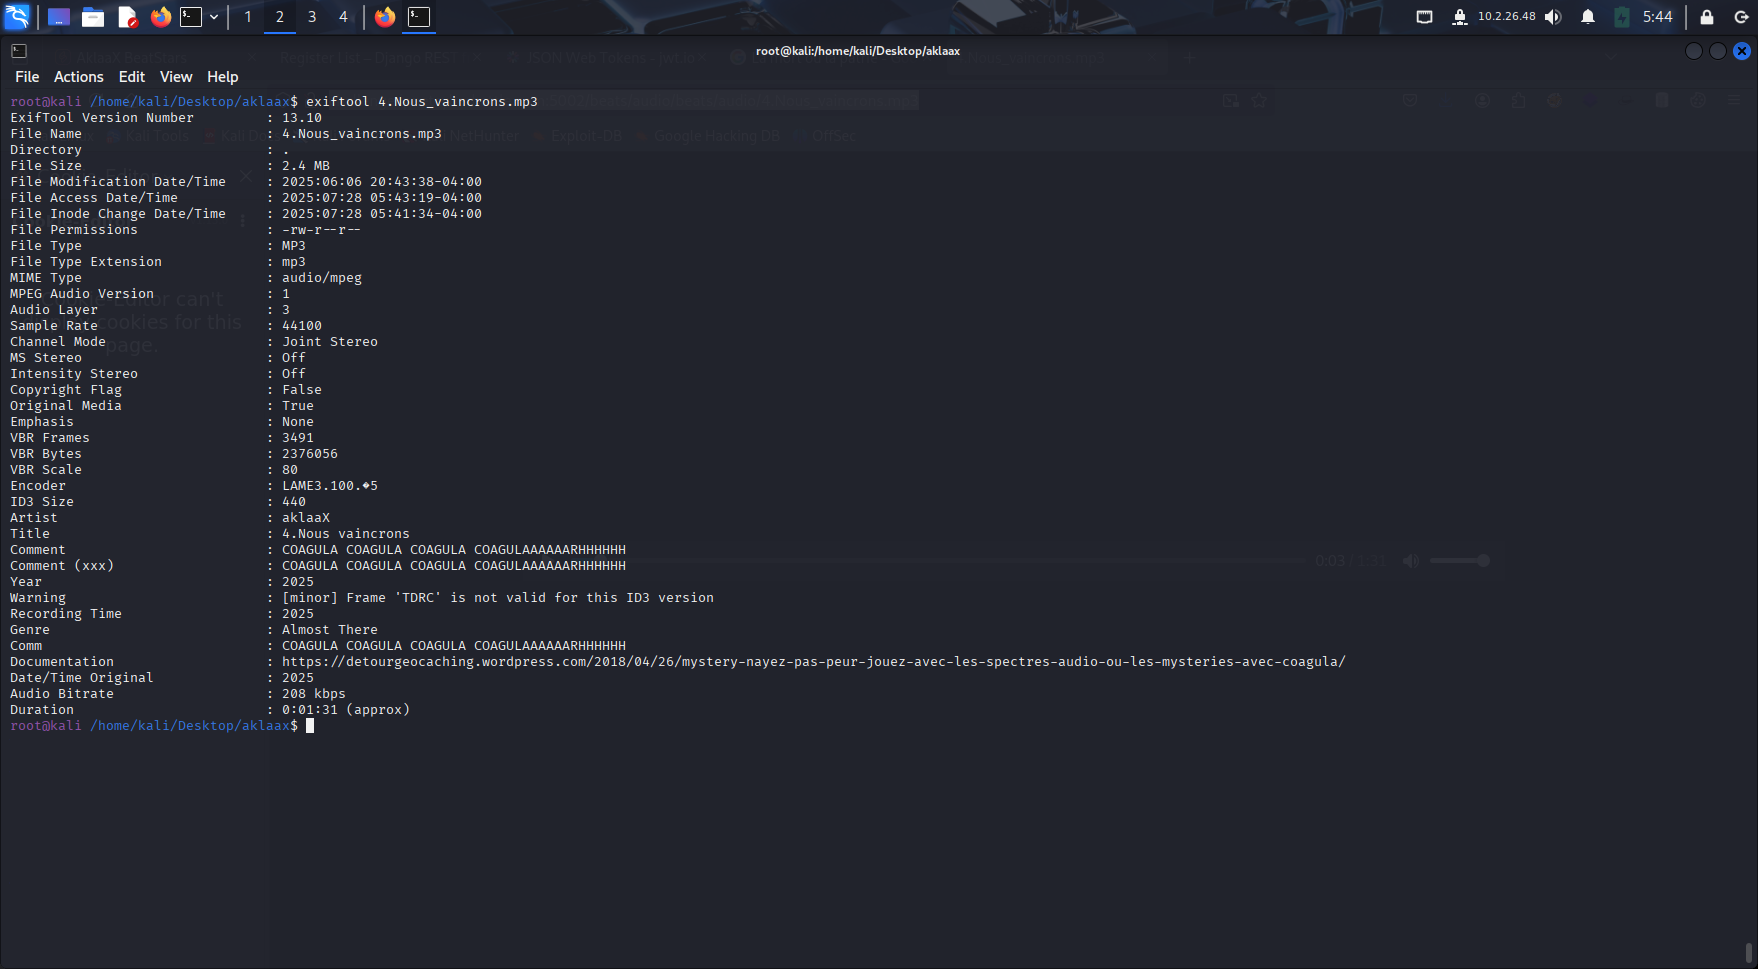 1 2 3 4 10.2.26.48 5:44
root@kali:/home/kali/Desktop/aklaax
File Actions Edit View Help
root@kali /home/kali/Desktop/aklaax$ exiftool 4.Nous_vaincrons.mp3
ExifTool Version Number : 13.10
File Name : 4.Nous_vaincrons.mp3
Directory : .
File Size : 2.4 MB
File Modification Date/Time : 2025:06:06 20:43:38-04:00
File Access Date/Time : 2025:07:28 05:43:19-04:00
File Inode Change Date/Time : 2025:07:28 05:41:34-04:00
File Permissions : -rw-r--r--
File Type : MP3
File Type Extension : mp3
MIME Type : audio/mpeg
MPEG Audio Version : 1
Audio Layer : 3
Sample Rate : 44100
Channel Mode : Joint Stereo
MS Stereo : Off
Intensity Stereo : Off
Copyright Flag : False
Original Media : True
Emphasis : None
VBR Frames : 3491
VBR Bytes : 2376056
VBR Scale : 80
Encoder : LAME3.100.�5
ID3 Size : 440
Artist : aklaaX
Title : 4.Nous vaincrons
Comment : COAGULA COAGULA COAGULA COAGULAAAAAARHHHHHH
Comment (xxx) : COAGULA COAGULA COAGULA COAGULAAAAAARHHHHHH
Year : 2025
Warning : [minor] Frame 'TDRC' is not valid for this ID3 version
Recording Time : 2025
Genre : Almost There
Comm : COAGULA COAGULA COAGULA COAGULAAAAAARHHHHHH
Documentation : https://detourgeocaching.wordpress.com/2018/04/26/mystery-nayez-pas-peur-jouez-avec-les-spectres-audio-ou-les-mysteries-avec-coagula/
Date/Time Original : 2025
Audio Bitrate : 208 kbps
Duration : 0:01:31 (approx)
root@kali /home/kali/Desktop/aklaax$